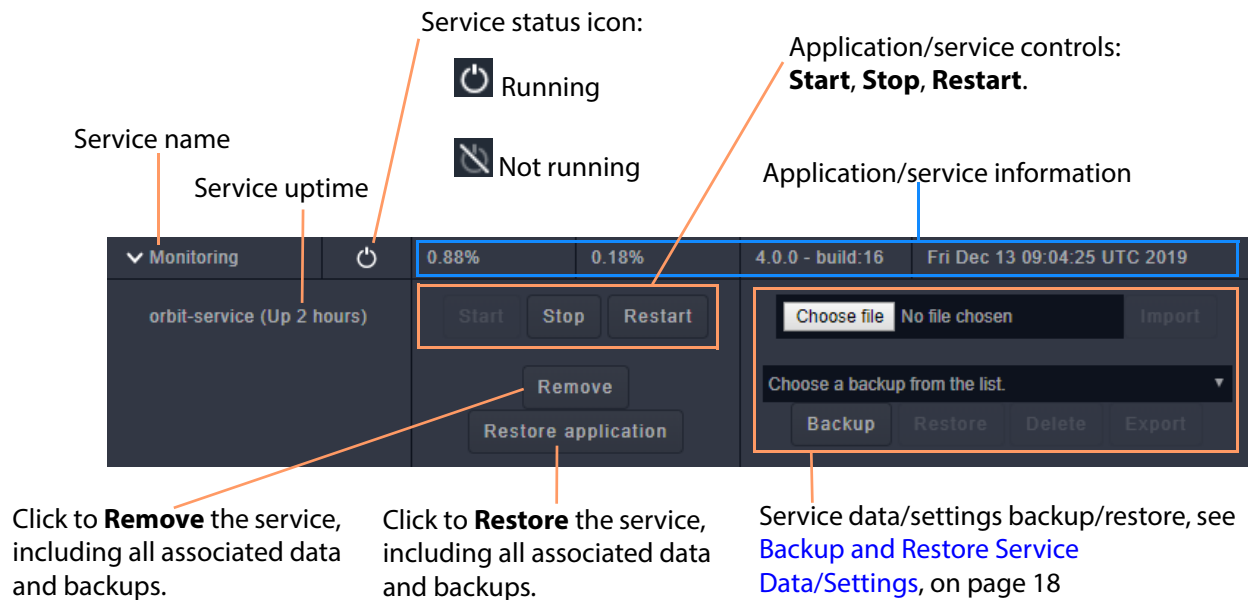 Service status icon:
Running
Not running
Application/service controls:
Start, Stop, Restart.
Service name
Service uptime
Application/service information
Monitoring
0.88%
0.18%
4.0.0 - build:16
Fri Dec 13 09:04:25 UTC 2019
orbit-service (Up 2 hours)
Start
Stop
Restart
Choose file
No file chosen
Import
Remove
Choose a backup from the list.
Restore application
Backup
Restore
Delete
Export
Click to Remove the service,
including all associated data
and backups.
Click to Restore the service,
including all associated data
and backups.
Service data/settings backup/restore, see
Backup and Restore Service
Data/Settings, on page 18